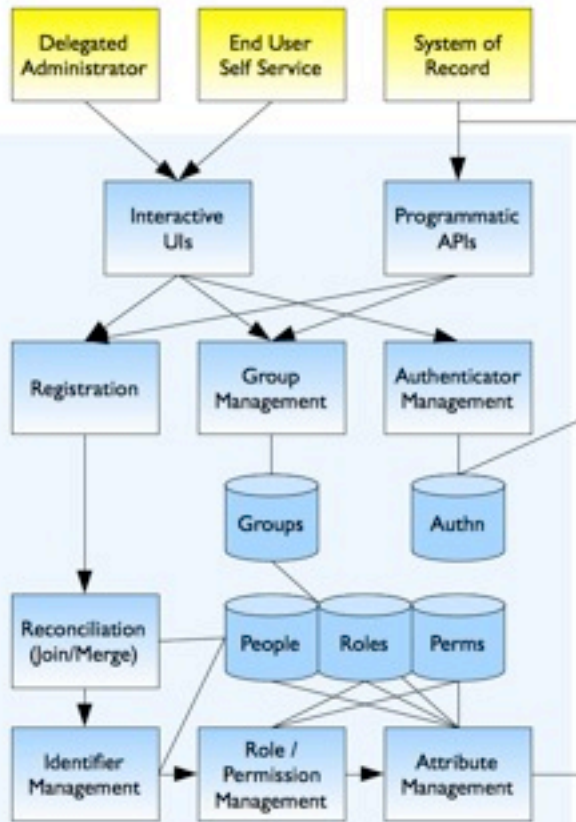 Delegated
Administrator
End User
Self Service
System of
Record
Interactive
UIs
Programmatic
APIs
Registration
Group
Management
Authenticator
Management
Groups
Authn
Reconciliation
(Join/Merge)
People
Roles
Perms
Identifier
Management
Role /
Permission
Management
Attribute
Management